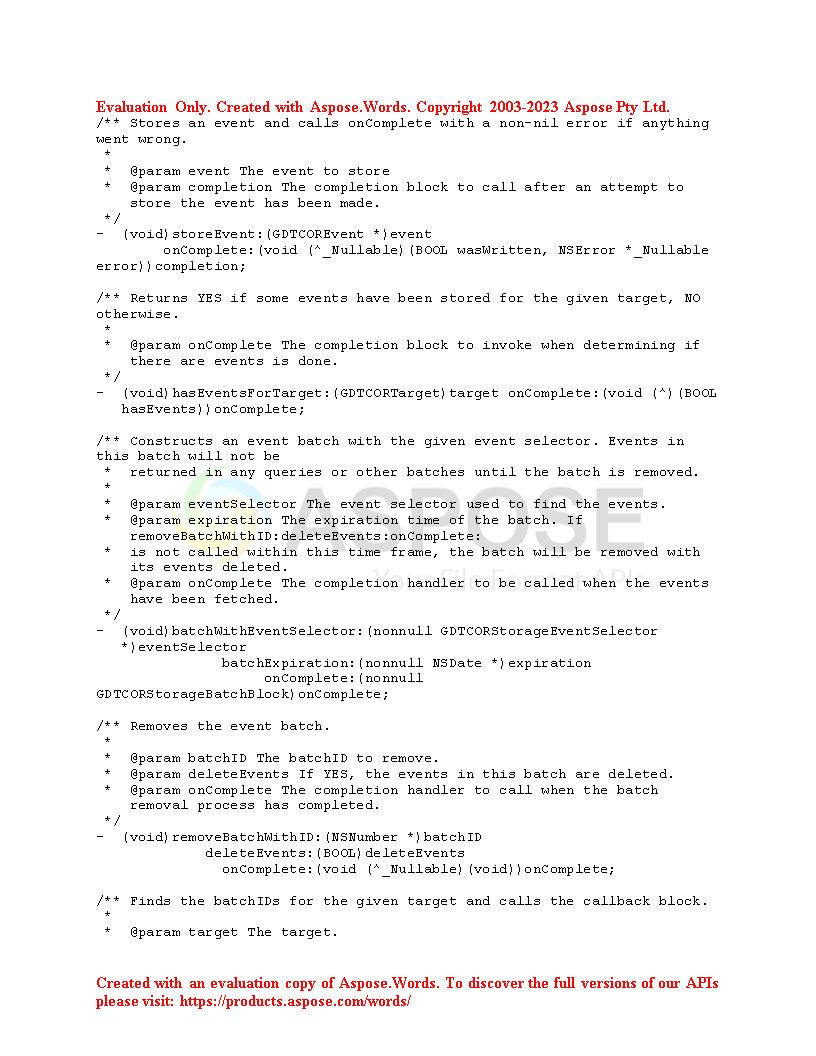 Evaluation Only. Created with Aspose.Words. Copyright 2003-2023 Aspose Pty Ltd.
/** Stores an event and calls onComplete with a non-nil error if anything
went wrong.
 *
 *  @param event The event to store
 *  @param completion The completion block to call after an attempt to
    store the event has been made.
 */
-  (void)storeEvent:(GDTCOREvent *)event
        onComplete:(void (^_Nullable)(BOOL wasWritten, NSError *_Nullable
error))completion;

/** Returns YES if some events have been stored for the given target, NO
otherwise.
 *
 *  @param onComplete The completion block to invoke when determining if
    there are events is done.
 */
-  (void)hasEventsForTarget:(GDTCORTarget)target onComplete:(void (^)(BOOL
   hasEvents))onComplete;

/** Constructs an event batch with the given event selector. Events in
this batch will not be
 *  returned in any queries or other batches until the batch is removed.
 *
 *  @param eventSelector The event selector used to find the events.
 *  @param expiration The expiration time of the batch. If
    removeBatchWithID:deleteEvents:onComplete:
 *  is not called within this time frame, the batch will be removed with
    its events deleted.
 *  @param onComplete The completion handler to be called when the events
    have been fetched.
 */
-  (void)batchWithEventSelector:(nonnull GDTCORStorageEventSelector
   *)eventSelector
               batchExpiration:(nonnull NSDate *)expiration
                    onComplete:(nonnull
GDTCORStorageBatchBlock)onComplete;

/** Removes the event batch.
 *
 *  @param batchID The batchID to remove.
 *  @param deleteEvents If YES, the events in this batch are deleted.
 *  @param onComplete The completion handler to call when the batch
    removal process has completed.
 */
-  (void)removeBatchWithID:(NSNumber *)batchID
             deleteEvents:(BOOL)deleteEvents
               onComplete:(void (^_Nullable)(void))onComplete;

/** Finds the batchIDs for the given target and calls the callback block.
 *
 *  @param target The target.
ASPOSE
Your File Format APIs
Created with an evaluation copy of Aspose.Words. To discover the full versions of our APIs
please visit: https://products.aspose.com/words/